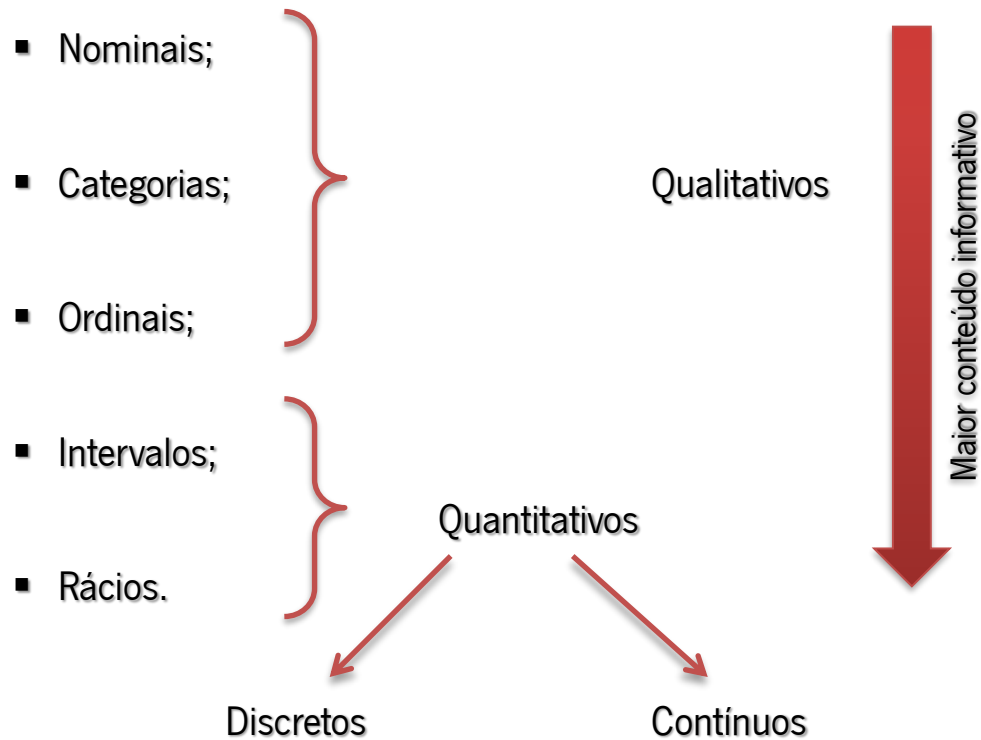 ▪ Nominais;
▪ Categorias;
Qualitativos
▪ Ordinais;
▪ Intervalos;
Quantitativos
▪ Rácios.
Discretos
Contínuos
Maior conteúdo informativo